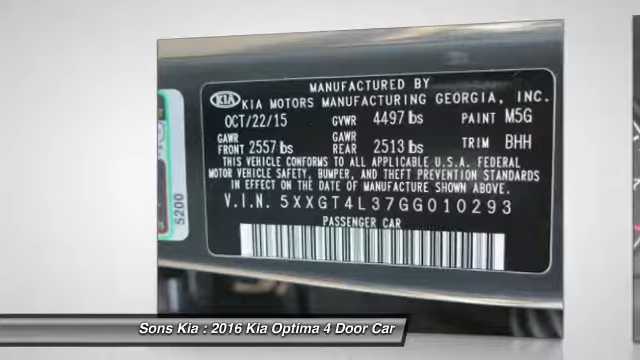 MANUFACTURED BY
KIA KIA MOTORS MANUFACTURING GEORGIA, INC.
OCT/22/15 GVWR 4497 lbs PAINT M5G
GAWR FRONT 2557 lbs GAWR REAR 2513 lbs TRIM BHH
THIS VEHICLE CONFORMS TO ALL APPLICABLE U.S.A. FEDERAL
MOTOR VEHICLE SAFETY, BUMPER, AND THEFT PREVENTION STANDARDS
IN EFFECT ON THE DATE OF MANUFACTURE SHOWN ABOVE.
V.I.N. 5XXGT4L37GG010293
PASSENGER CAR
5200
Sons Kia : 2016 Kia Optima 4 Door Car